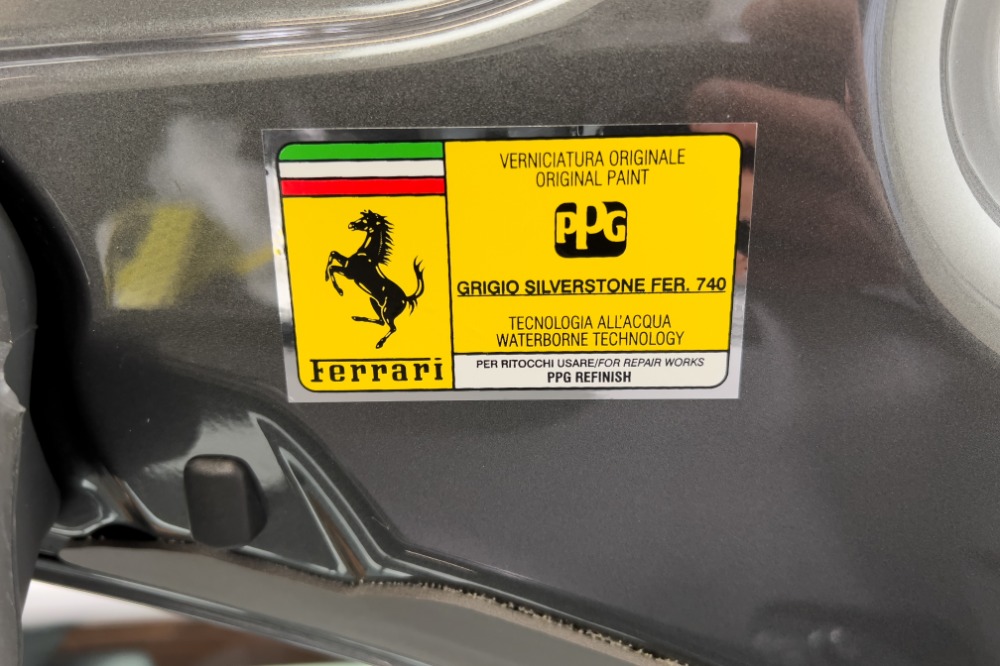 VERNICIATURA ORIGINALE
ORIGINAL PAINT
PPG
GRIGIO SILVERSTONE FER. 740
TECNOLOGIA ALL'ACQUA
WATERBORNE TECHNOLOGY
PER RITOCCHI USARE/FOR REPAIR WORKS
PPG REFINISH
Ferrari